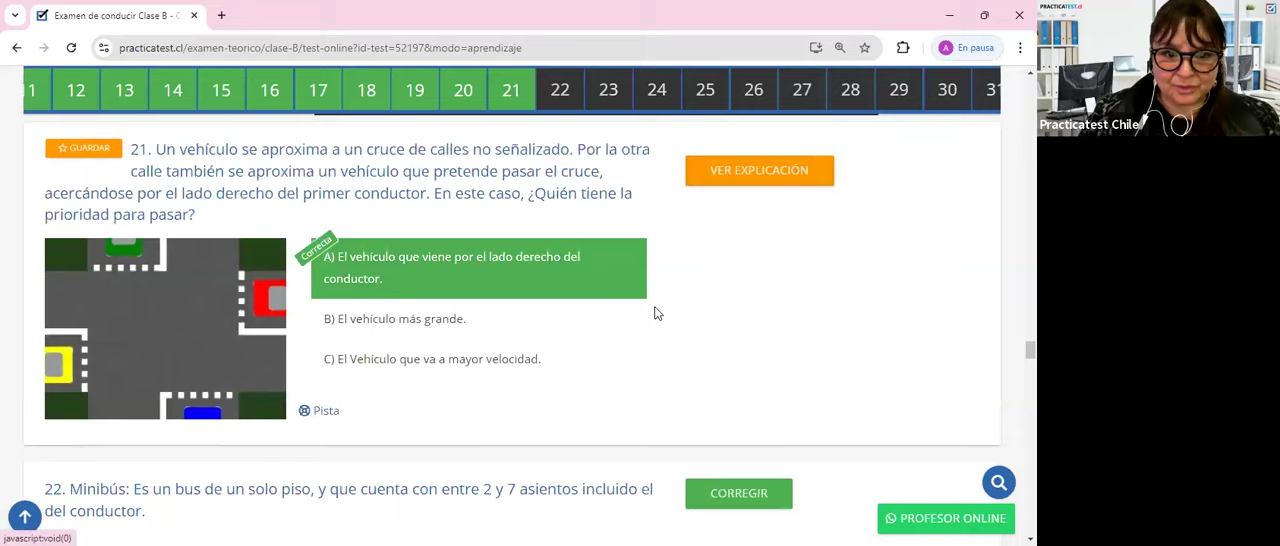 Examen de conducir Clase B - C
practicatest.cl/examen-teorico/clase-B/test-online?id-test=52197&modo=aprendizaje
A En pausa
PRACTICATEST.cl
Practicatest Chile
11 12 13 14 15 16 17 18 19 20 21 22 23 24 25 26 27 28 29 30 31
GUARDAR
21. Un vehículo se aproxima a un cruce de calles no señalizado. Por la otra
calle también se aproxima un vehículo que pretende pasar el cruce,
acercándose por el lado derecho del primer conductor. En este caso, ¿Quién tiene la
prioridad para pasar?
VER EXPLICACIÓN
Correcta
A) El vehículo que viene por el lado derecho del
conductor.
B) El vehículo más grande.
C) El Vehículo que va a mayor velocidad.
Pista
22. Minibús: Es un bus de un solo piso, y que cuenta con entre 2 y 7 asientos incluido el
del conductor.
CORREGIR
PROFESOR ONLINE
javascript:void(0)